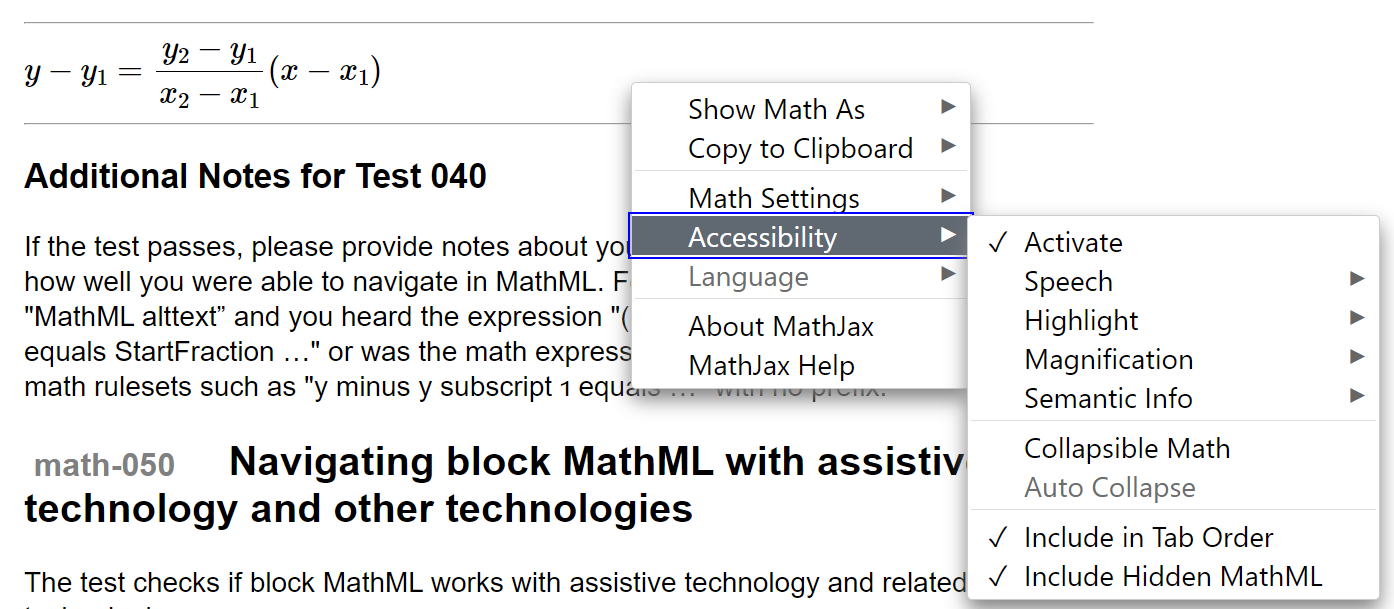 y − y₁ = (y₂ − y₁)/(x₂ − x₁) (x − x₁)
Additional Notes for Test 040
If the test passes, please provide notes about
how well you were able to navigate in MathML.
"MathML alttext” and you heard the expression "(
equals StartFraction …" or was the math
math rulesets such as "y minus y subscript 1 equals …" with no prefix.
math-050 Navigating block MathML with
technology and other technologies
The test checks if block MathML works with assistive technology and related
Show Math As
Copy to Clipboard
Math Settings
Accessibility
Language
About MathJax
MathJax Help
✓ Activate
Speech
Highlight
Magnification
Semantic Info
Collapsible Math
Auto Collapse
✓ Include in Tab Order
✓ Include Hidden MathML